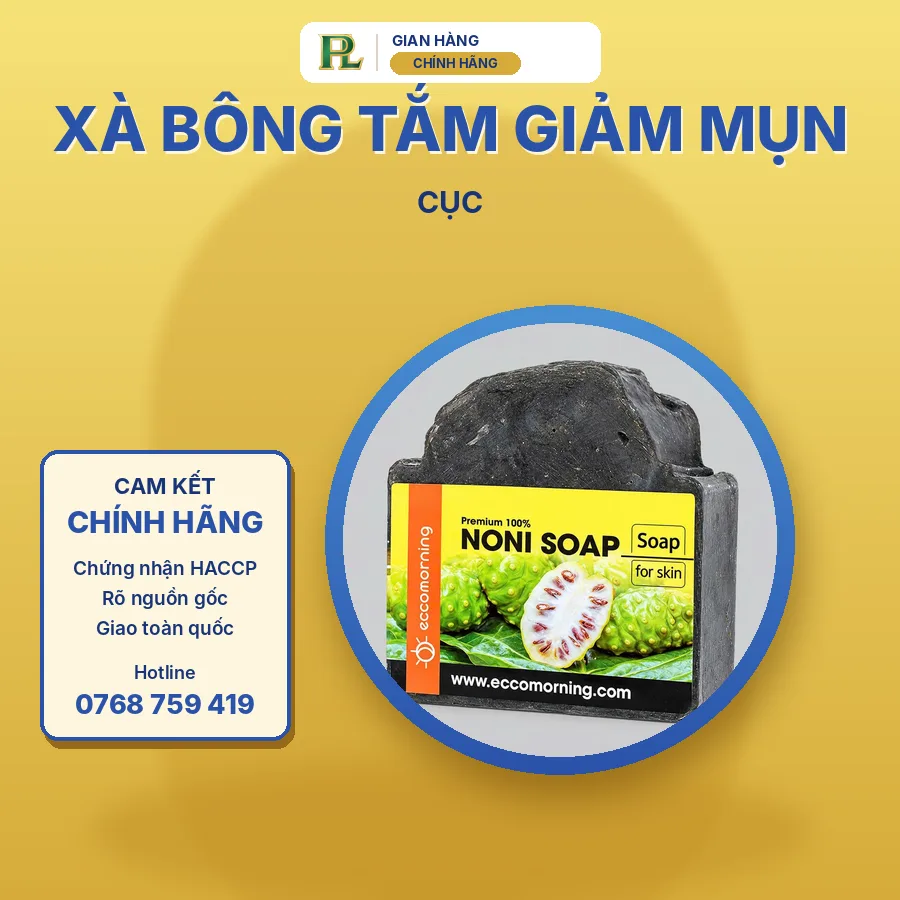 PL
GIAN HÀNG
CHÍNH HÃNG
XÀ BÔNG TẮM GIẢM MỤN
CỤC
CAM KẾT
CHÍNH HÃNG
Chứng nhận HACCP
Rõ nguồn gốc
Giao toàn quốc
Hotline
0768 759 419
eccomorning
Premium 100%
NONI SOAP
Soap
for skin
www.eccomorning.com